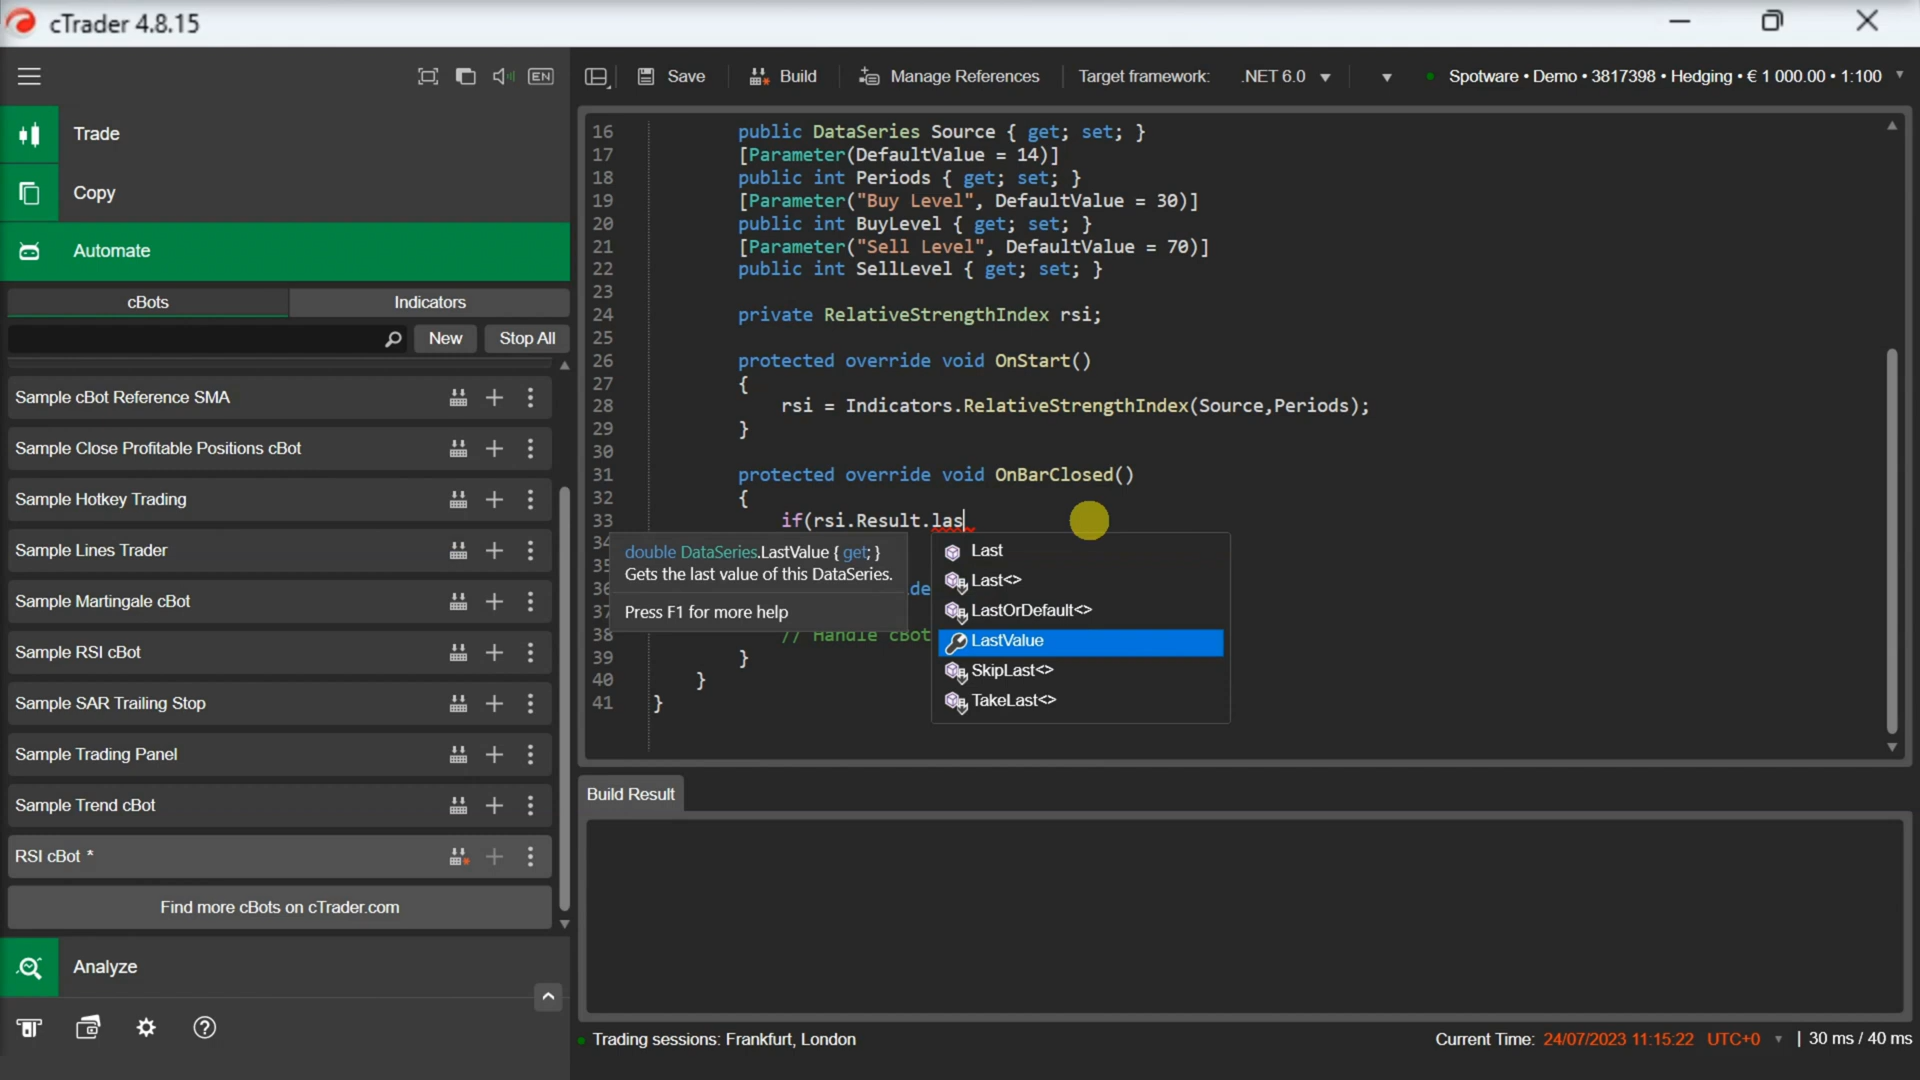 cTrader 4.8.15
EN
Save
Build
Manage References
Target framework:
.NET 6.0
Spotware • Demo • 3817398 • Hedging • € 1 000.00 • 1:100
Trade
Copy
Automate
cBots
Indicators
New
Stop All
Sample cBot Reference SMA
Sample Close Profitable Positions cBot
Sample Hotkey Trading
Sample Lines Trader
Sample Martingale cBot
Sample RSI cBot
Sample SAR Trailing Stop
Sample Trading Panel
Sample Trend cBot
RSI cBot *
Find more cBots on cTrader.com
Analyze
16 public DataSeries Source { get; set; }
17 [Parameter(DefaultValue = 14)]
18 public int Periods { get; set; }
19 [Parameter("Buy Level", DefaultValue = 30)]
20 public int BuyLevel { get; set; }
21 [Parameter("Sell Level", DefaultValue = 70)]
22 public int SellLevel { get; set; }
23
24 private RelativeStrengthIndex rsi;
25
26 protected override void OnStart()
27 {
28 rsi = Indicators.RelativeStrengthIndex(Source,Periods);
29 }
30
31 protected override void OnBarClosed()
32 {
33 if(rsi.Result.las
34
35
36 de
37
38 // Handle cBot
39 }
40 }
41 }
double DataSeries.LastValue { get; }
Gets the last value of this DataSeries.
Press F1 for more help
Last
Last<>
LastOrDefault<>
LastValue
SkipLast<>
TakeLast<>
Build Result
Trading sessions: Frankfurt, London
Current Time: 24/07/2023 11:15:22 UTC+0 | 30 ms / 40 ms